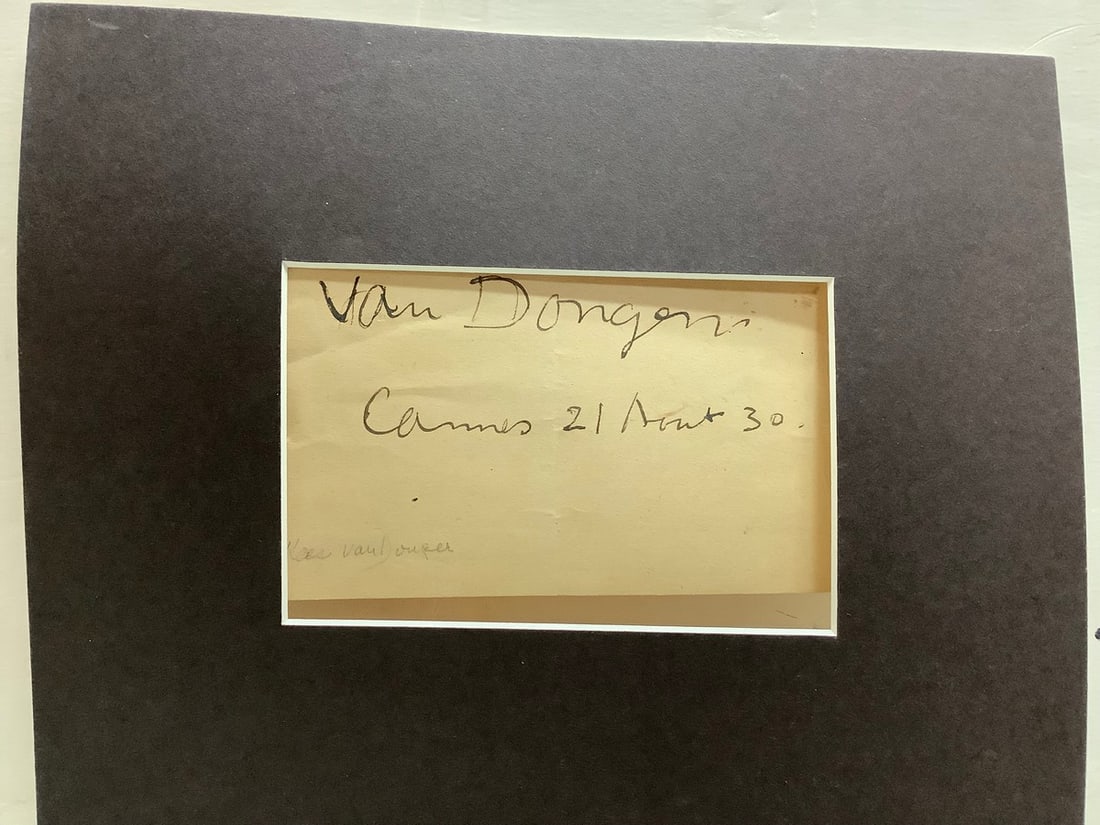 Van Dongen
Cannes 21 Aout 30.
Kees van Dongen